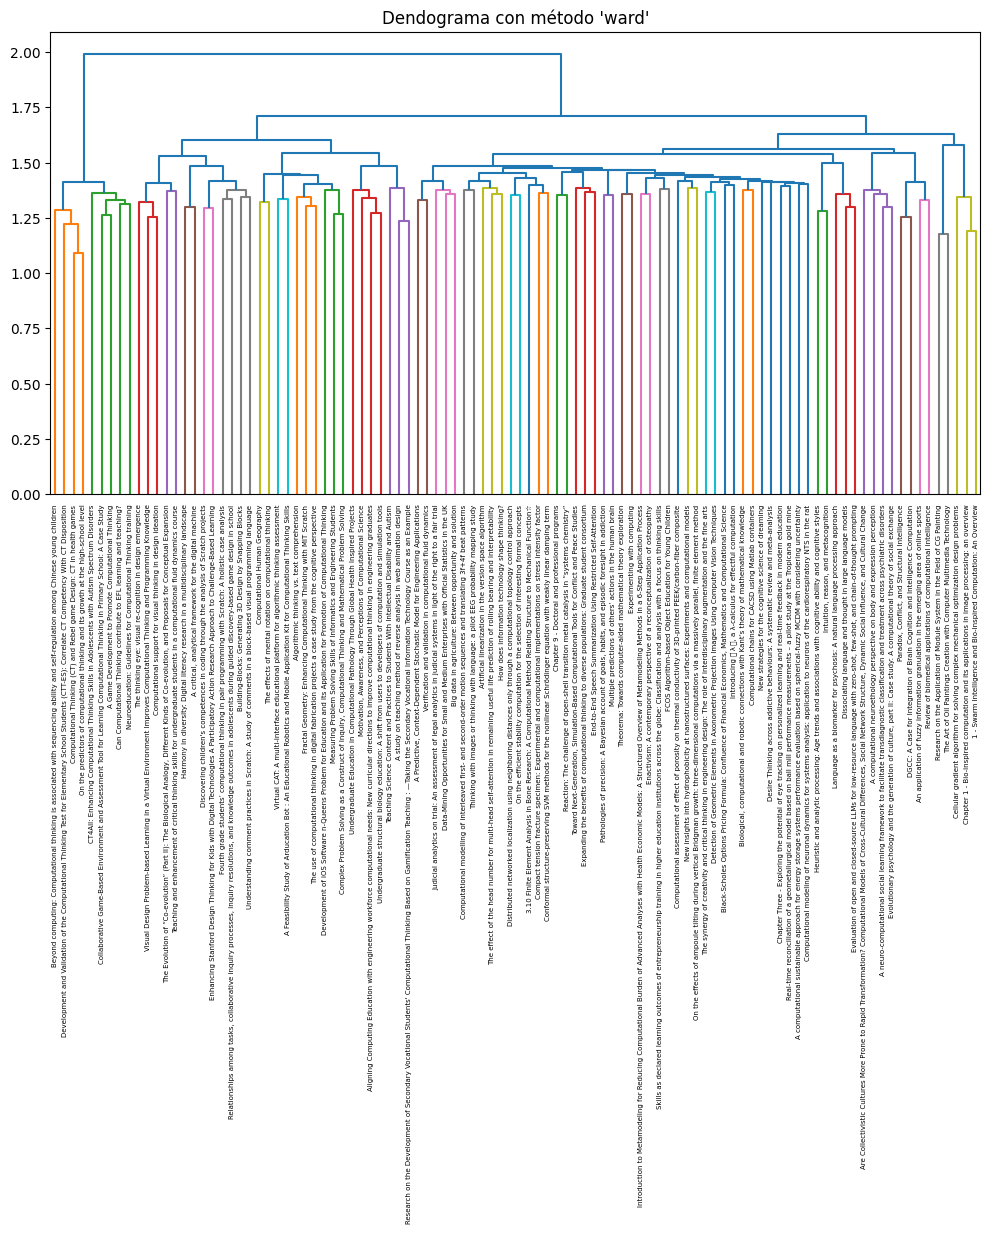 Dendograma con método 'ward'
2.00
1.75
1.50
1.25
1.00
0.75
0.50
0.25
0.00
Beyond computing: Computational thinking is associated with sequencing ability and self-regulation among Chinese young children
Development and Validation of the Computational Thinking Test for Elementary School Students (CTT-ES): Correlate CT Competency With CT Disposition
Computational Thinking (CT) and Rebel Design: CT in health games
On the predictors of computational thinking and its growth at the high-school level
CT4All: Enhancing Computational Thinking Skills in Adolescents with Autism Spectrum Disorders
Collaborative Game-Based Environment and Assessment Tool for Learning Computational Thinking in Primary School: A Case Study
A Game Development to Promote Computational Thinking
Can Computational Thinking contribute to EFL learning and teaching?
Neuroeducation: Guidelines for Computational Thinking training
The thinking eye: visual re-cognition in design emergence
Visual Design Problem-based Learning in a Virtual Environment Improves Computational Thinking and Programming Knowledge
Computational support for visual thinking in design ideation
The Evolution of "Co-evolution" (Part II): The Biological Analogy, Different Kinds of Co-evolution, and Proposals for Conceptual Expansion
Teaching and enhancement of critical thinking skills for undergraduate students in a computational fluid dynamics course
Harmony in diversity: Digital literacy research landscape
A critical, analytical framework for the digital machine
Discovering children's competences in coding through the analysis of Scratch projects
Enhancing Stanford Design Thinking for Kids with Digital Technologies A Participatory Action Research Approach to Challenge-Based Learning
Fourth grade students' computational thinking in pair programming with Scratch: A holistic case analysis
Relationships among tasks, collaborative inquiry processes, inquiry resolutions, and knowledge outcomes in adolescents during guided discovery-based game design in school
Building-Block Making: Generating 3D Design by Snapping Blocks
Understanding conditionals and comments in Scratch: A study of computational practices in a block-based visual programming language
Computational Human Geography
The effects of remote rotation on computational thinking
Virtual CAT: A multi-interface educational platform for algorithmic thinking assessment
A Feasibility Study of Arducation Bot: An Educational Robotics and Mobile Application Kit for Computational Thinking Skills
Algorithms vs. text comprehension
Fractal Geometry: Enhancing Computational Thinking with MIT Scratch
The use of computational thinking in digital fabrication projects a case study from the cognitive perspective
Development of IOS Software n-Queens Problem for Education and Its Application for Promotion of Computational Thinking
Measuring Problem Solving Skills of Engineering Students
Complex Problem Solving as a Construct of Inquiry, Computational Thinking and Mathematical Problem Solving
Undergraduate Education in Computational Pathology through Projects
Motivation, Awareness, and Perceptions of Computational Science
Aligning Computing Education with engineering workforce computational needs: New curricular directions to improve computational thinking in engineering graduates
Undergraduate structural biology education: A shift from users to developers of computation and simulation tools
Teaching Science Content and Practices to Students With Intellectual Disability and Autism
A study on teaching method of reverse analysis in web animation design
Research on the Development of Secondary Vocational Students' Computational Thinking Based on Gamification Teaching : —Taking the Secondary Vocational Information Technology Course as an Example
A Predictive, Context-Dependent Stochastic Model for Engineering Applications
Verification and validation in computational fluid dynamics
Judicial analytics on trial: An assessment of legal analytics in judicial cases in light of the right to a fair trial
Data-Mining Opportunities for Small and Medium Enterprises with Official Statistics in the UK
Big data in agriculture: Between opportunity and solution
Computational modelling of interleaved first- and second-order motion sequences and translating 3f+4f beat patterns
Thinking with images or thinking with language: a pilot EEG probability mapping study
Artificial lineation in the version space algorithm
The effect of the head number for multi-head self-attention in remaining useful life prediction of rolling bearing and interpretability
How does information technology shape thinking?
Distributed networked localization using neighboring distances only through a computational topology control approach
On the efficient stability computation for the selection of interesting formal concepts
3.10 Finite Element Analysis in Bone Research: A Computational Method Relating Structure to Mechanical Function☆
Compact tension fracture specimen: Experimental and computational implementations on stress intensity factor
Conformal structure-preserving SVM methods for the nonlinear Schrödinger equation with weakly linear damping term
Chapter 9 - Doctoral and professional programs
Reaction: The challenge of open-shell transition metal catalysis in "systems chemistry"
Toward Next-Generation, Simulation-Based Computational Tools for Conflict and Peace Studies
Expanding the benefits of computational thinking to diverse populations of graduate student consortium
End-to-End Speech Summarization Using Restricted Self-Attention
Pathologies of precision: A Bayesian account of goals, habits, and episodic foresight in addiction
Models of others' actions in the human brain
Theorema: Towards computer-aided mathematical theory exploration
Experimenting with computing
Introduction to Metamodeling for Reducing Computational Burden of Advanced Analyses with Health Economic Models: A Structured Overview of Metamodeling Methods in a 6-Step Application Process
Enactivism: A contemporary perspective of a reconceptualization of osteopathy
Skills as declared learning outcomes of entrepreneurship training in higher education institutions across the globe: Classification analysis with a focus on thinking skills
FCQS Algorithm-based Emotional Education for Young Children
Computational assessment of effect of porosity on thermal conductivity of 3D-printed PEEK/carbon-fiber composite
New insights into hydrophobicity at nanostructured surfaces: Experiments and computational models
On the effects of ampoule tilting during vertical Bridgman growth: three-dimensional computations via a massively parallel, finite element method
The synergy of creativity and critical thinking in engineering design: The role of interdisciplinary augmentation and the fine arts
Detection of Geometric Elements in Axonometric Projection Images Using Computer Vision Techniques
Black-Scholes Options Pricing Formula: Confluence of Financial Economics, Mathematics and Computational Science
Biological, computational and robotic connections with Kant's theory of mathematical knowledge
Computational chains for CACSD coding Matlab containers
New strategies for the cognitive science of dreaming
Desire Thinking across addictive behaviours: A systematic review and meta-analysis
Chapter Three - Exploring the potential of eye tracking on personalized learning and real-time feedback in modern education
Real-time reconciliation of a geometallurgical model based on ball mill performance measurements - a pilot study at the Tropicana gold mine
A computational sustainable approach for energy storage systems performance evaluation based on spherical-fuzzy MCDM with considering uncertainty
Computational modeling of neuronal dynamics for systems analysis: application to neurons of the cardiorespiratory NTS in the rat
Heuristic and analytic processing: Age trends and associations with cognitive ability and cognitive styles
Intuition, reason, and metacognition
Language as a biomarker for psychosis: A natural language processing approach
Dissociating language and thought in large language models
Evaluation of open and closed-source LLMs for low-resource language with zero-shot, few-shot, and chain-of-thought prompting
Are Collectivistic Cultures More Prone to Rapid Transformation? Computational Models of Cross-Cultural Differences, Social Network Structure, Dynamic Social Influence, and Cultural Change
A computational neuroethology perspective on body and expression perception
A neuro-computational social learning framework to facilitate transdiagnostic classification and treatment across psychiatric disorders
Evolutionary psychology and the generation of culture, part II: Case study: A computational theory of social exchange
Paradox, Conflict, and Structural Intelligence
DGCC: A Case for Integration of Brain Cognition and Intelligence Computation
An application of fuzzy information granulation in the emerging area of online sports
Review of Relational Intelligence
Research on the Application of Module System in the Field of CG Painting
The Art of Oil Paintings Creation with Computer Multimedia Technology
Cellular gradient algorithm for solving complex mechanical optimization design problems
Chapter 1 - Bio-inspired computation and its applications in image processing: an overview
1 - Swarm Intelligence and Bio-Inspired Computation: An Overview